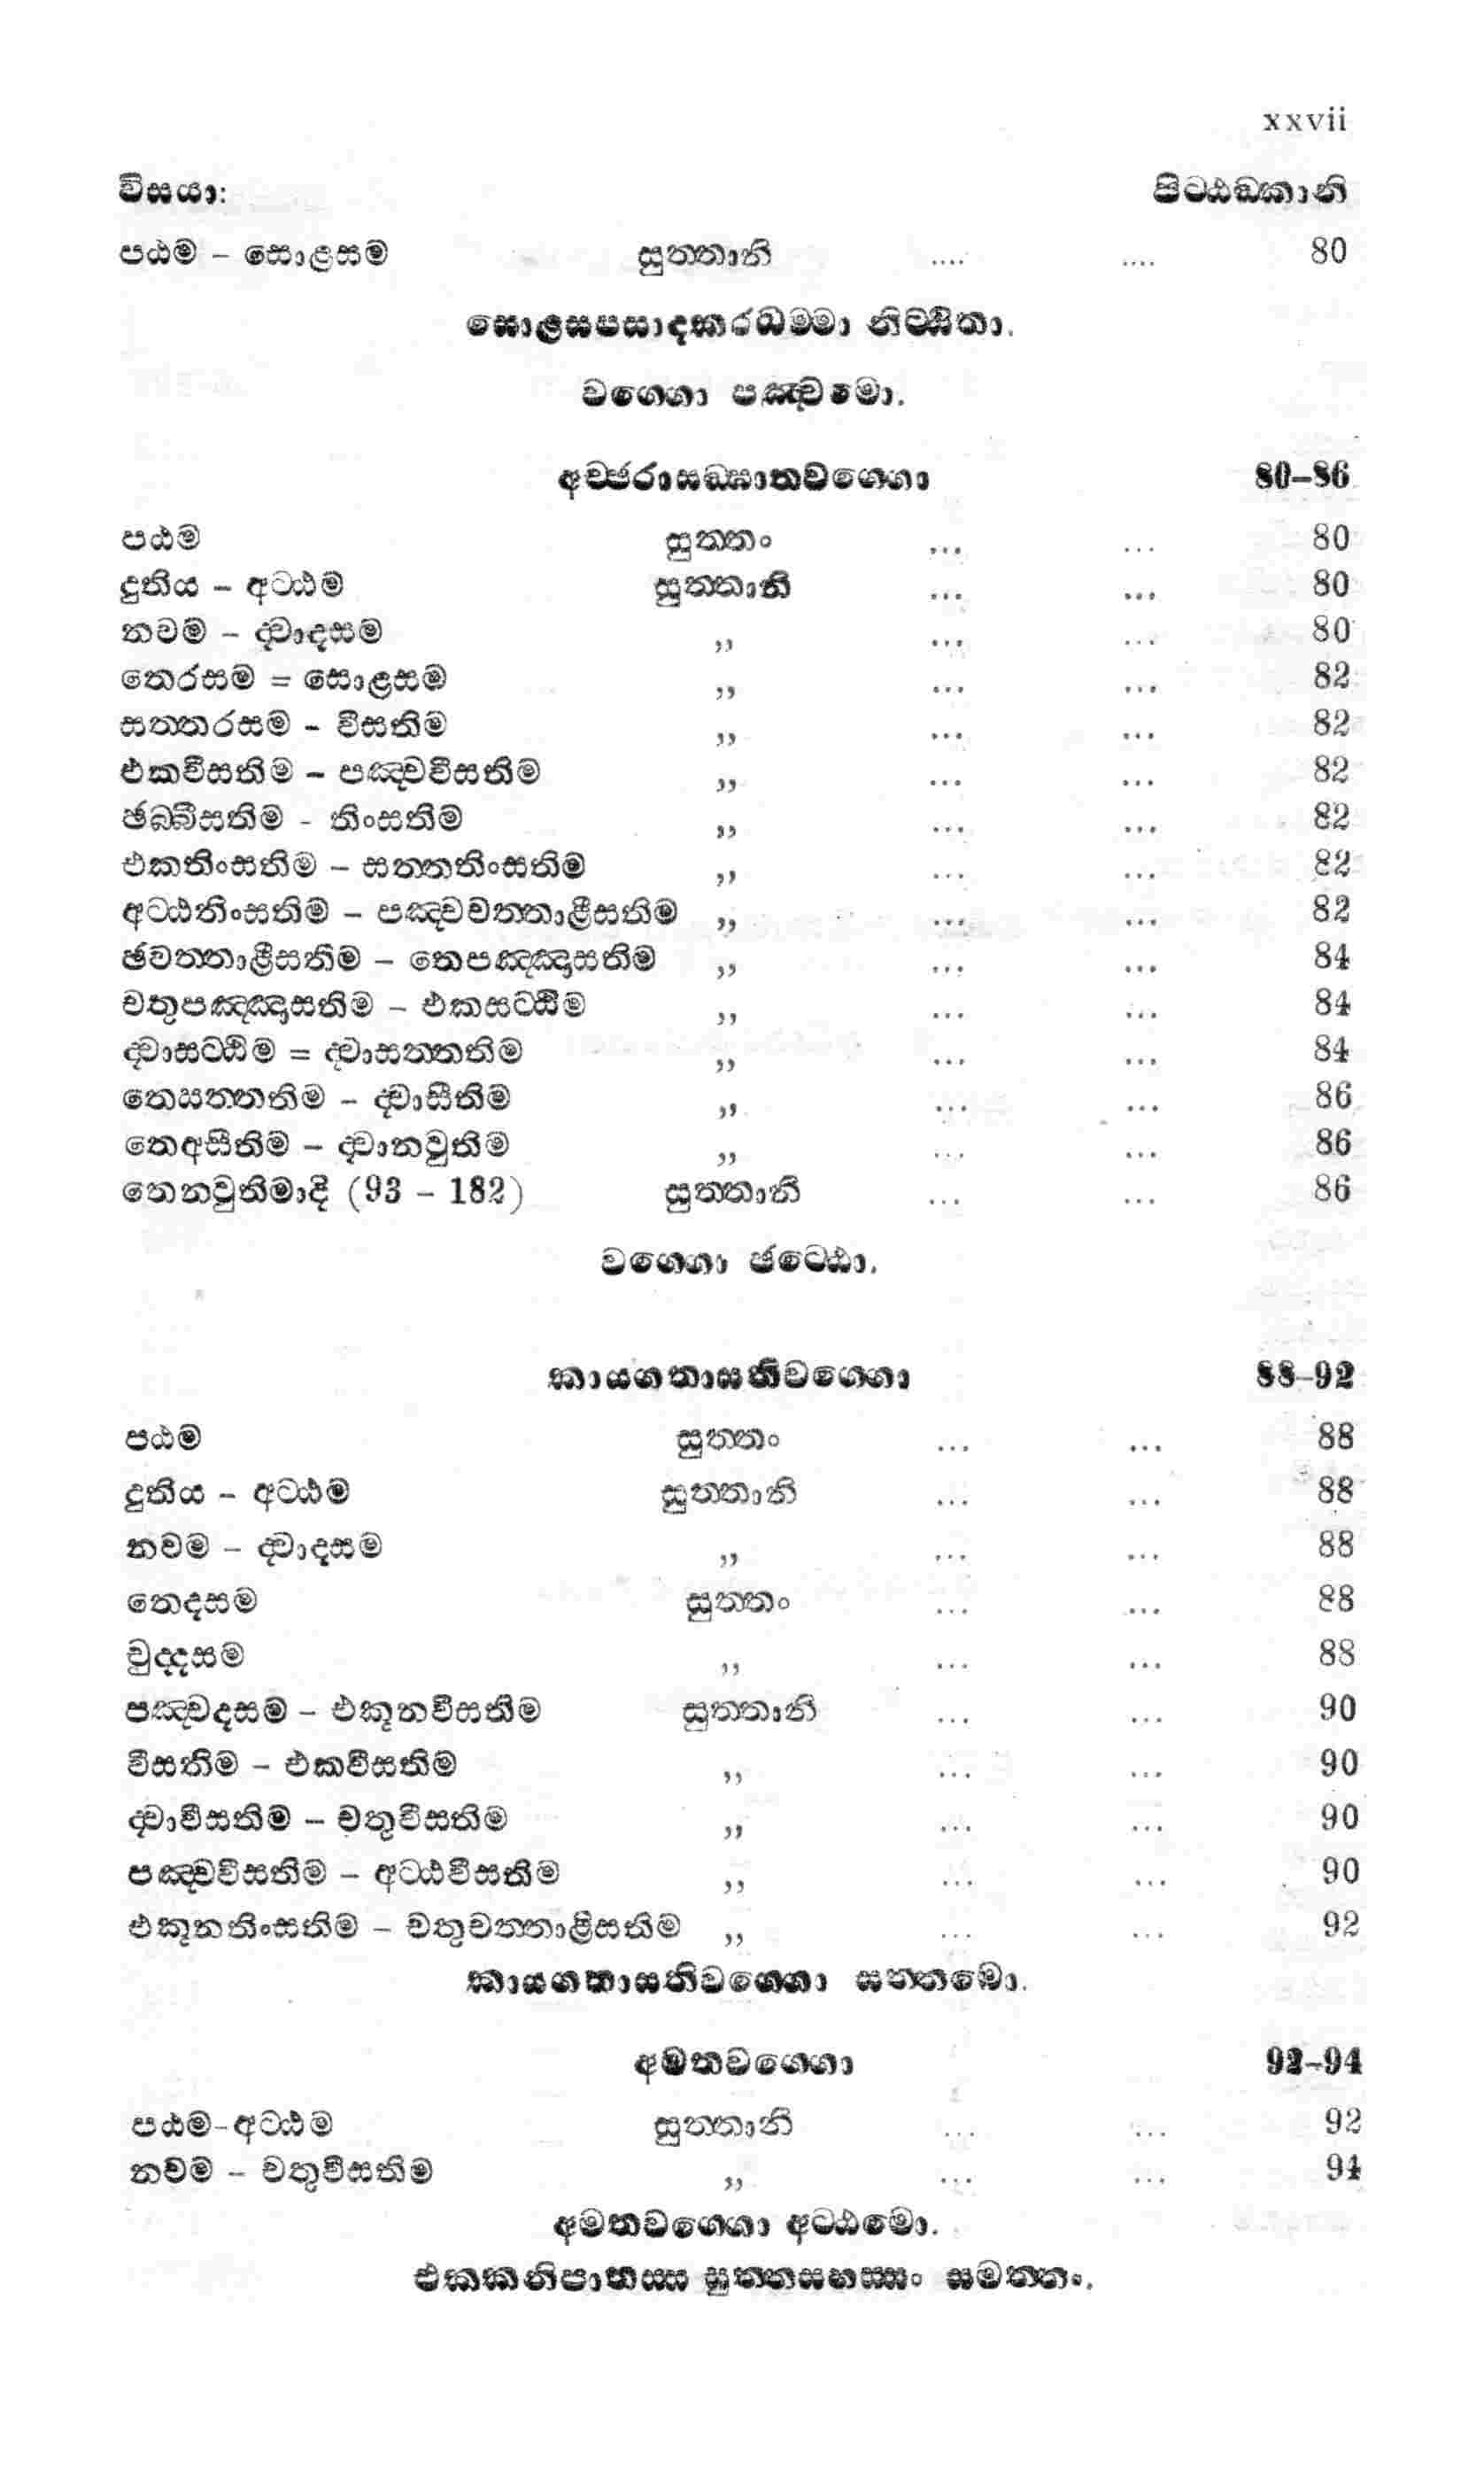 xxvii
විසයා: පිට්ඨඞ්කානි
පඨම – සොළසම සුත්තානි .... .... 80
සොළසපසාදකරධම්මා නිට්ඨිතා.
වග්ගො පඤ්චමො.
අච්ඡරාසඞ්ඝාතවග්ගො 80–86
පඨම සුත්තං ... ... 80
දුතිය – අට්ඨම සුත්තානි ... ... 80
නවම – ද්වාදසම ,, ... ... 80
තෙරසම = සොළසම ,, ... ... 82
සත්තරසම – වීසතිම ,, ... ... 82
එකවීසතිම – පඤ්චවීසතිම ,, ... ... 82
ඡබ්බීසතිම - තිංසතිම ,, ... ... 82
එකතිංසතිම – සත්තතිංසතිම ,, ... ... 82
අට්ඨතිංසතිම – පඤ්චචත්තාළීසතිම ,, ... ... 82
ඡචත්තාළීසතිම – තෙපඤ්ඤාසතිම ,, ... ... 84
චතුපඤ්ඤාසතිම – එකසට්ඨිම ,, ... ... 84
ද්වාසට්ඨිම = ද්වාසත්තතිම ,, ... ... 84
තෙසත්තතිම – ද්වාසීතිම ,, ... ... 86
තෙඅසීතිම – ද්වානවුතිම ,, ... ... 86
තෙනවුතිමාදි (93 – 182) සුත්තානි ... ... 86
වග්ගො ඡට්ඨො.
කායගතාසතිවග්ගො 88–92
පඨම සුත්තං ... ... 88
දුතිය – අට්ඨම සුත්තානි ... ... 88
නවම – ද්වාදසම ,, ... ... 88
තෙදසම සුත්තං ... ... 88
චුද්දසම ,, ... ... 88
පඤ්චදසම – එකූනවීසතිම සුත්තානි ... ... 90
වීසතිම – එකවීසතිම ,, ... ... 90
ද්වාවීසතිම – චතුවීසතිම ,, ... ... 90
පඤ්චවීසතිම – අට්ඨවීසතිම ,, ... ... 90
එකූනතිංසතිම – චතුචත්තාළීසතිම ,, ... ... 92
කායගතාසතිවග්ගො සත්තමො.
අමතවග්ගො 92–94
පඨම-අට්ඨම සුත්තානි ... ... 92
නවම – චතුවීසතිම ,, ... ... 94
අමතවග්ගො අට්ඨමො.
එකකනිපාතස්ස සුත්තසහස්සං සමත්තං.